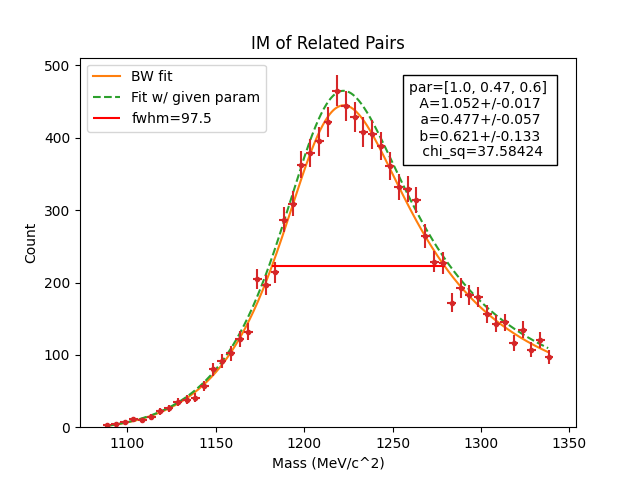 IM of Related Pairs
500
400
300
200
100
0
Count
BW fit
Fit w/ given param
fwhm=97.5
par=[1.0, 0.47, 0.6]
A=1.052+/-0.017
a=0.477+/-0.057
b=0.621+/-0.133
chi_sq=37.58424
1100 1150 1200 1250 1300 1350
Mass (MeV/c^2)